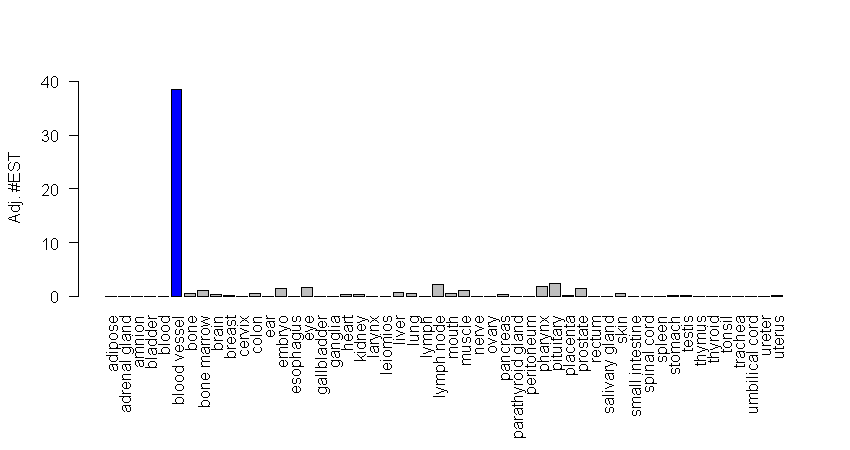 Adj. #EST
40
30
20
10
0
adipose
adrenal gland
amnion
bladder
blood
blood vessel
bone
bone marrow
brain
breast
cervix
colon
ear
embryo
esophagus
eye
gallbladder
ganglia
heart
kidney
larynx
leiomios
liver
lung
lymph
lymph node
mouth
muscle
nerve
ovary
pancreas
parathyroid gland
peritoneum
pharynx
pituitary
placenta
prostate
rectum
salivary gland
skin
small intestine
spinal cord
spleen
stomach
testis
thymus
thyroid
tonsil
trachea
umbilical cord
ureter
uterus